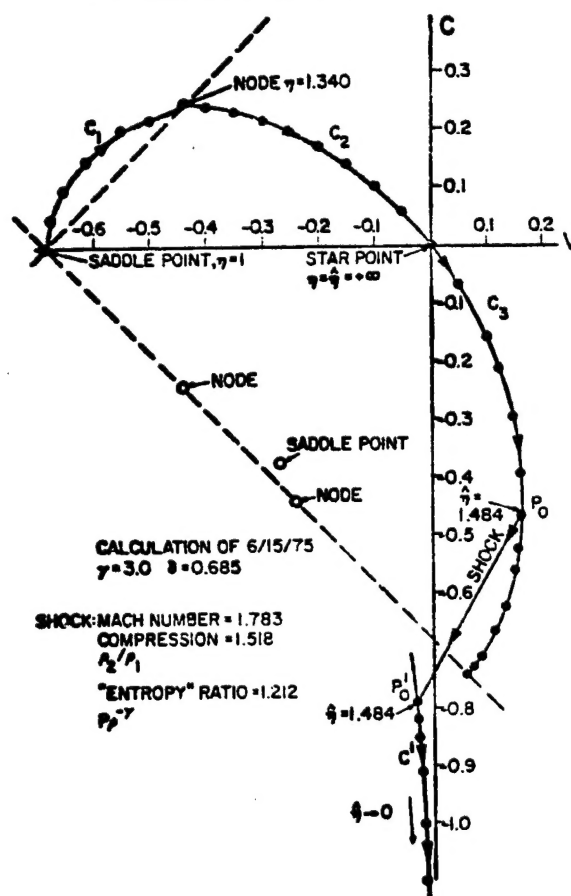 C
0.3
NODE η=1.340
C₁
0.2
C₂
0.1
-0.6
-0.5
-0.4
-0.3
-0.2
-0.1
0.1
V
SADDLE POINT, η=1
STAR POINT
η=η̂=+∞
-0.1
C₃
-0.2
NODE
-0.3
SADDLE POINT
-0.4
NODE
η̂=
1.484
P₀
-0.5
SHOCK
CALCULATION OF 6/15/75
γ=3.0 δ=0.685
-0.6
SHOCK: MACH NUMBER = 1.783
COMPRESSION = 1.518
ρ₂/ρ₁
-0.7
"ENTROPY" RATIO = 1.212
Pρ^-γ
P₀'
η̂=1.484
-0.8
C'
-0.9
η̂→0
-1.0